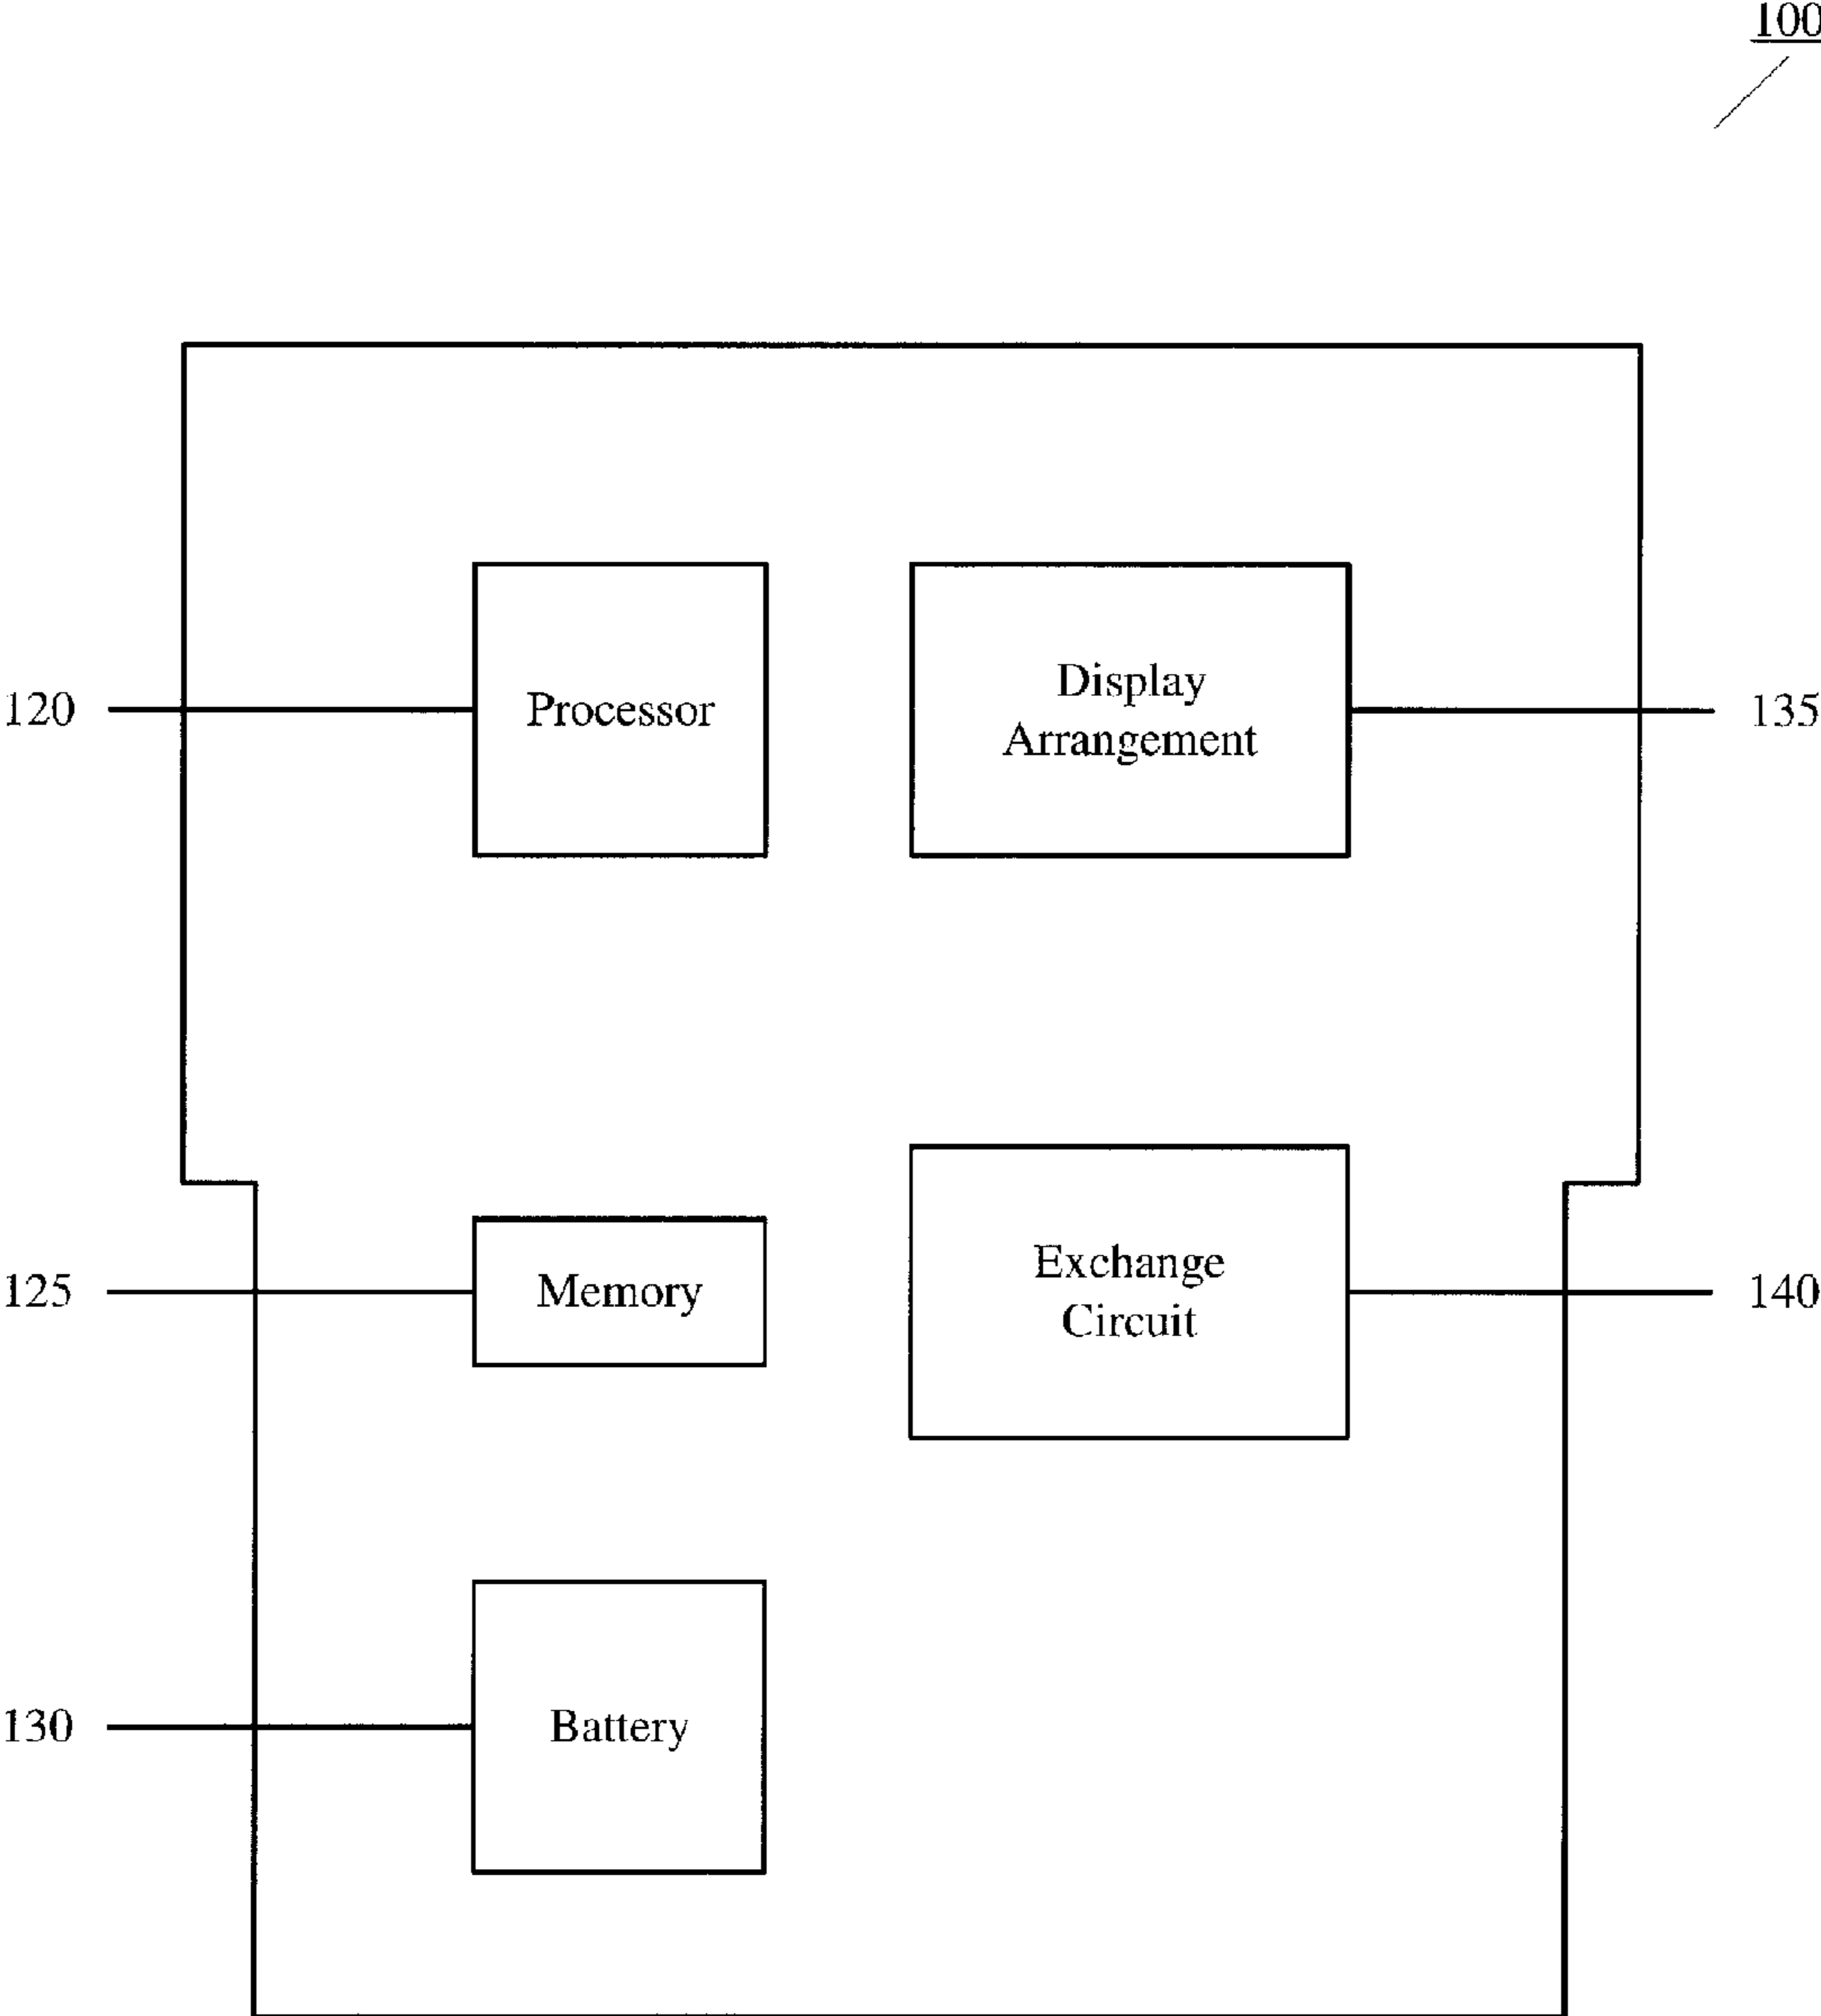 100
120
Processor
Display
Arrangement
135
125
Memory
Exchange
Circuit
140
130
Battery